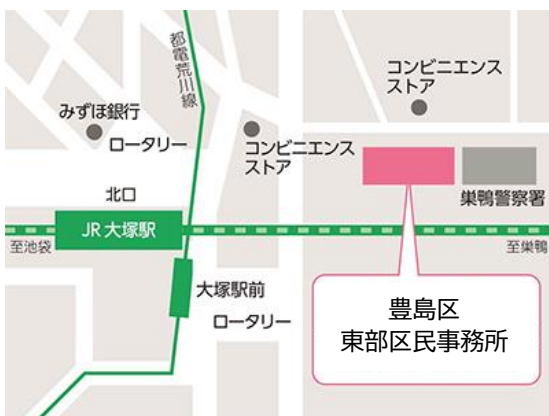 都電荒川線
コンビニエンス
ストア
みずほ銀行
ロータリー
コンビニエンス
ストア
北口
巣鴨警察署
JR大塚駅
至池袋
至巣鴨
大塚駅前
ロータリー
豊島区
東部区民事務所